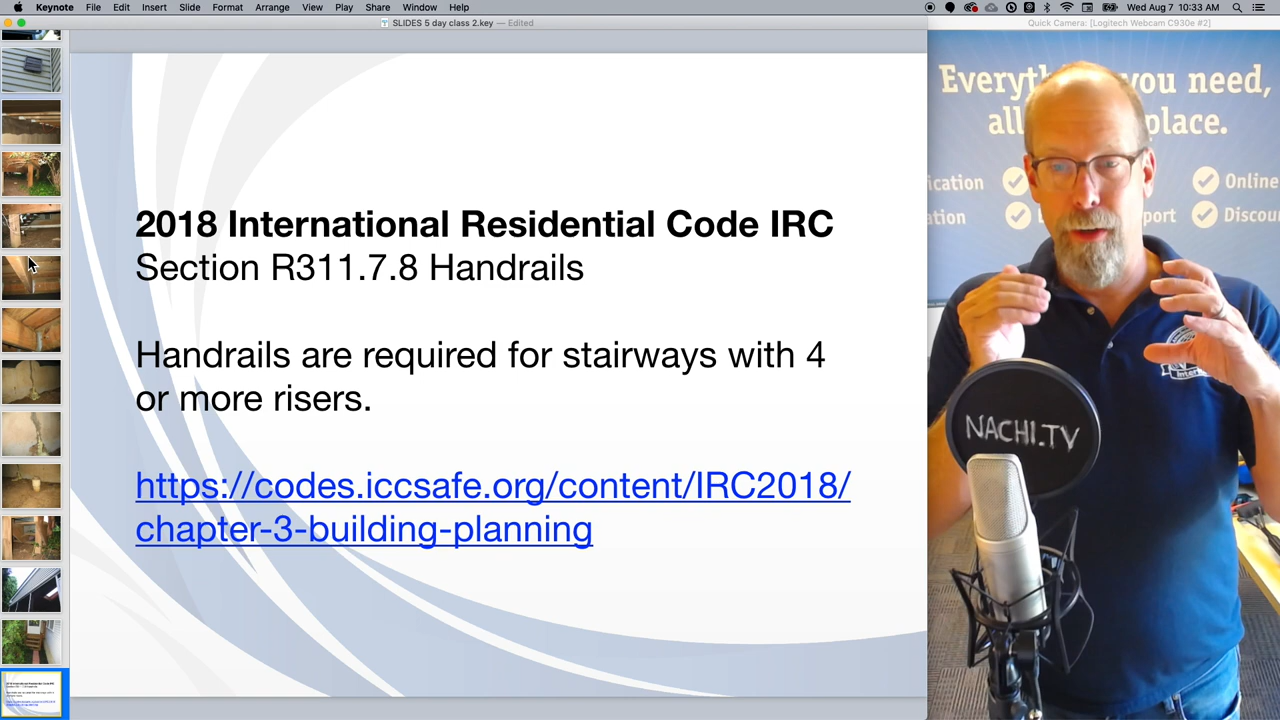 Keynote File Edit Insert Slide Format Arrange View Play Share Window Help Wed Aug 7 10:33 AM
SLIDES 5 day class 2.key — Edited
Quick Camera: [Logitech Webcam C930e #2]
2018 International Residential Code IRC
Section R311.7.8 Handrails
Handrails are required for stairways with 4
or more risers.
https://codes.iccsafe.org/content/IRC2018/
chapter-3-building-planning
you need,
place.
Online
NACHI.TV